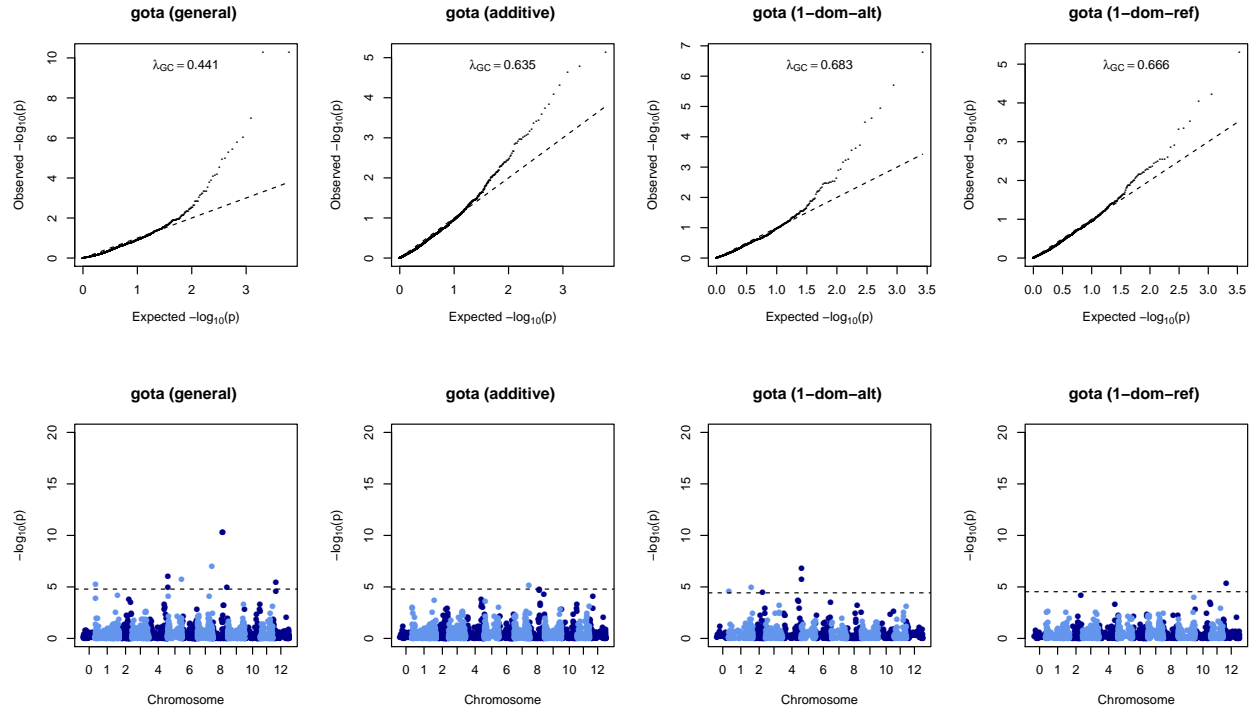 gota (general) gota (additive) gota (1−dom−alt) gota (1−dom−ref)
λGC = 0.441 λGC = 0.635 λGC = 0.683 λGC = 0.666
Observed −log10(p) Observed −log10(p) Observed −log10(p) Observed −log10(p)
0 2 4 6 8 10
0 1 2 3 4 5
0 1 2 3 4 5 6 7
0 1 2 3 4 5
0 1 2 3
0 1 2 3
0.0 0.5 1.0 1.5 2.0 2.5 3.0 3.5
0.0 0.5 1.0 1.5 2.0 2.5 3.0 3.5
Expected −log10(p) Expected −log10(p) Expected −log10(p) Expected −log10(p)
gota (general) gota (additive) gota (1−dom−alt) gota (1−dom−ref)
−log10(p) −log10(p) −log10(p) −log10(p)
0 5 10 15 20
0 5 10 15 20
0 5 10 15 20
0 5 10 15 20
0 1 2 4 6 8 10 12
0 1 2 4 6 8 10 12
0 1 2 4 6 8 10 12
0 1 2 4 6 8 10 12
Chromosome Chromosome Chromosome Chromosome